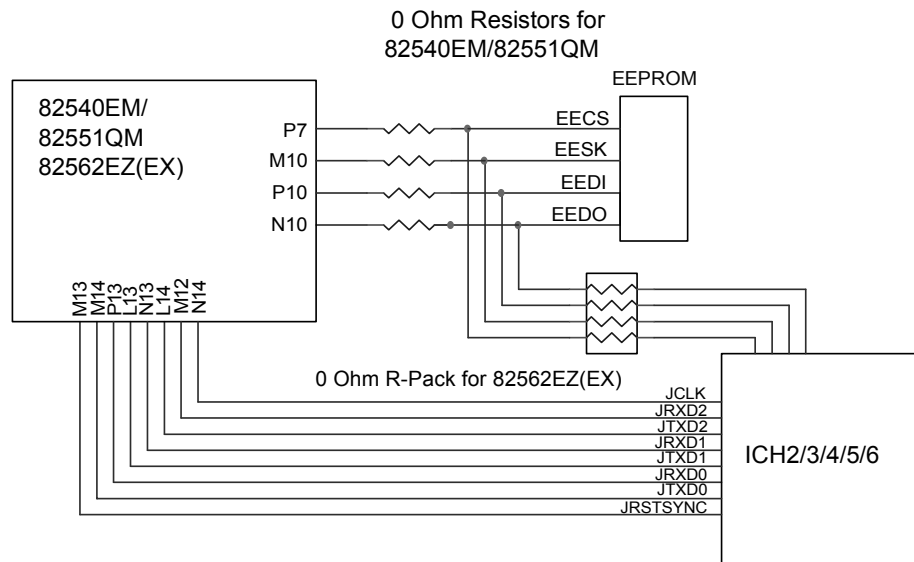 0 Ohm Resistors for
82540EM/82551QM
EEPROM
82540EM/
82551QM
82562EZ(EX)
P7
M10
P10
N10
EECS
EESK
EEDI
EEDO
M13
M14
P13
L13
N13
L14
M12
N14
0 Ohm R-Pack for 82562EZ(EX)
JCLK
JRXD2
JTXD2
JRXD1
JTXD1
JRXD0
JTXD0
JRSTSYNC
ICH2/3/4/5/6